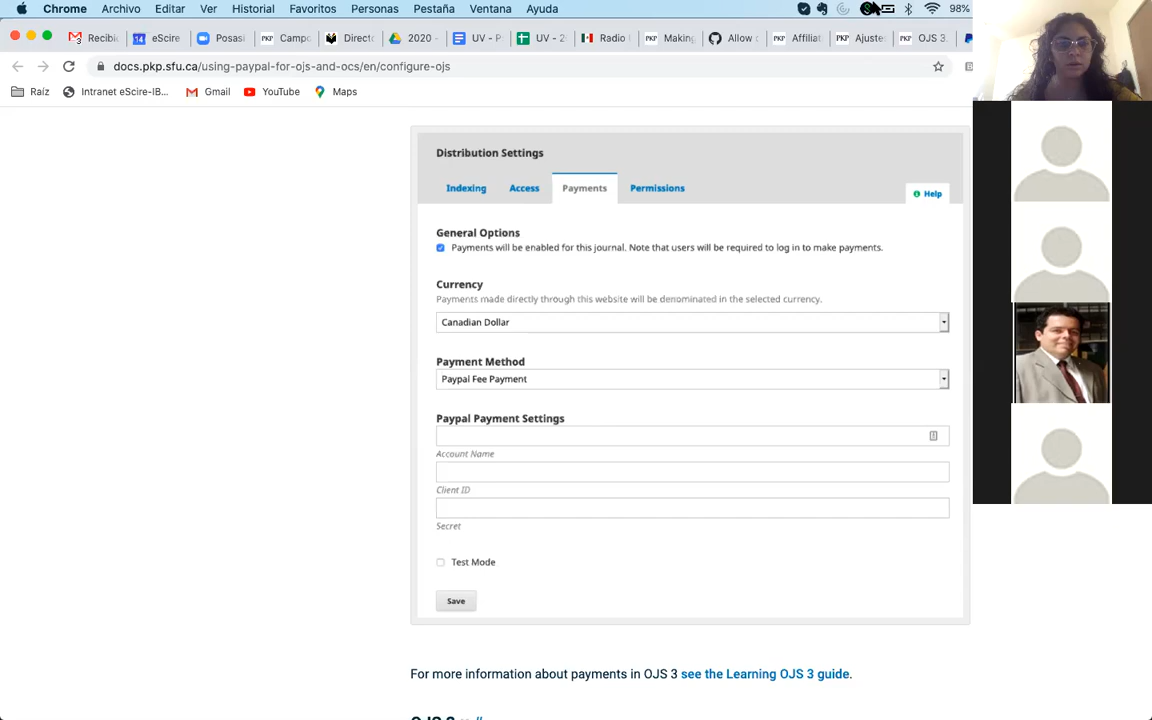 Chrome Archivo Editar Ver Historial Favoritos Personas Pestaña Ventana Ayuda 98%
Recibi eScire Posasi Campo Directo 2020 - UV - P UV - 2 Radio Making Allow c Affiliat Ajuste OJS 3.
docs.pkp.sfu.ca/using-paypal-for-ojs-and-ocs/en/configure-ojs
Raíz Intranet eScire-IB... Gmail YouTube Maps
Distribution Settings
Indexing Access Payments Permissions
Help
General Options
Payments will be enabled for this journal. Note that users will be required to log in to make payments.
Currency
Payments made directly through this website will be denominated in the selected currency.
Canadian Dollar
Payment Method
Paypal Fee Payment
Paypal Payment Settings
Account Name
Client ID
Secret
Test Mode
Save
For more information about payments in OJS 3 see the Learning OJS 3 guide.